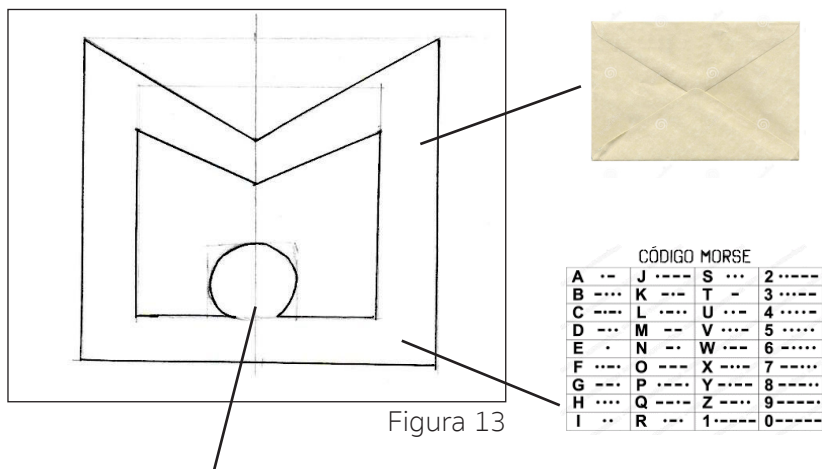 CÓDIGO MORSE
A ·- J ·--- S ··· 2 ··---
B -··· K -·- T - 3 ···--
C -·-· L ·-·· U ··- 4 ····-
D -·· M -- V ···- 5 ·····
E · N -· W ·-- 6 -····
F ··-· O --- X -··- 7 --···
G --· P ·--· Y -·-- 8 ---··
H ···· Q --·- Z --·· 9 ----·
I ·· R ·-· 1 ·---- 0 -----
Figura 13